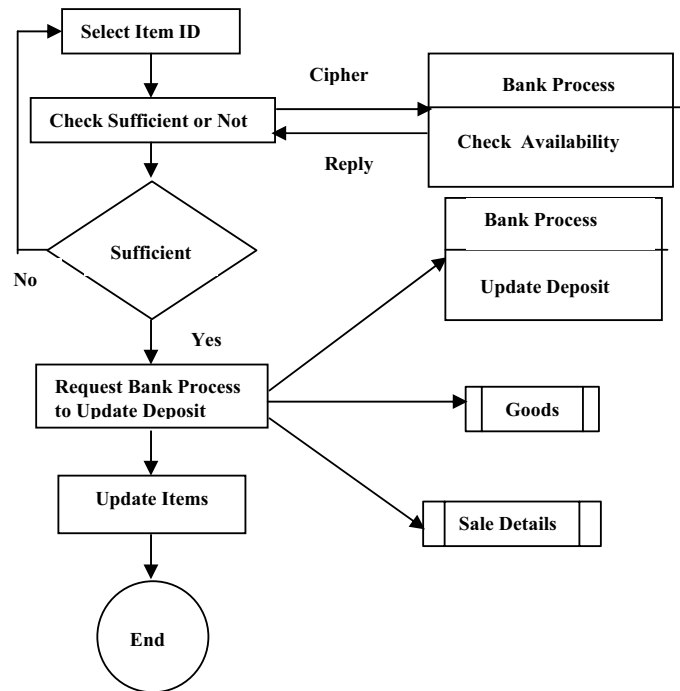 Select Item ID
Cipher
Bank Process
Check Sufficient or Not
Check Availability
Reply
Bank Process
Sufficient
No
Update Deposit
Yes
Request Bank Process
to Update Deposit
Goods
Update Items
Sale Details
End